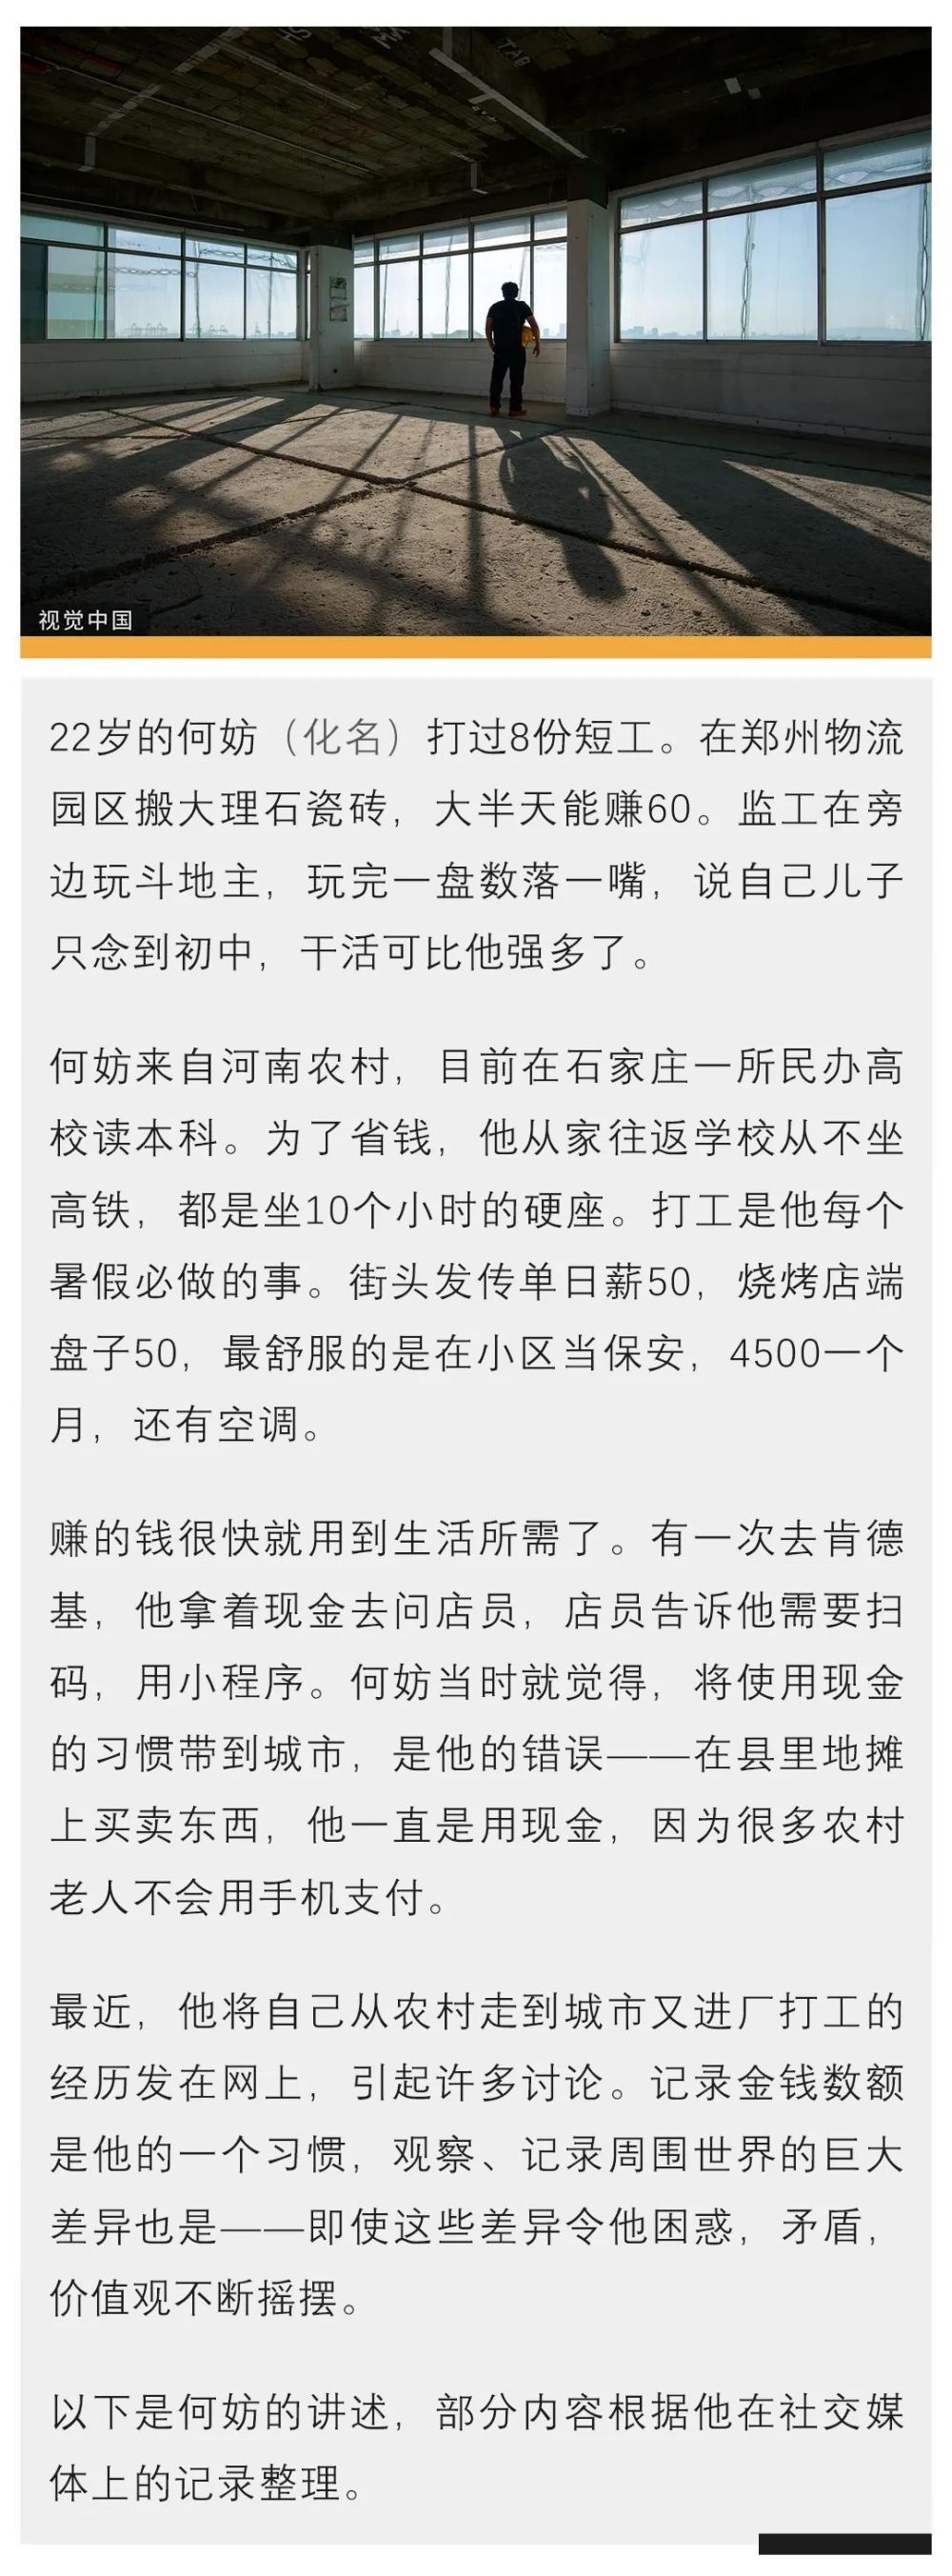 视觉中国
22岁的何妨（化名）打过8份短工。在郑州物流
园区搬大理石瓷砖，大半天能赚60。监工在旁
边玩斗地主，玩完一盘数落一嘴，说自己儿子
只念到初中，干活可比他强多了。
何妨来自河南农村，目前在石家庄一所民办高
校读本科。为了省钱，他从家往返学校从不坐
高铁，都是坐10个小时的硬座。打工是他每个
暑假必做的事。街头发传单日薪50，烧烤店端
盘子50，最舒服的是在小区当保安，4500一个
月，还有空调。
赚的钱很快就用到生活所需了。有一次去肯德
基，他拿着现金去问店员，店员告诉他需要扫
码，用小程序。何妨当时就觉得，将使用现金
的习惯带到城市，是他的错误——在县里地摊
上买卖东西，他一直是用现金，因为很多农村
老人不会用手机支付。
最近，他将自己从农村走到城市又进厂打工的
经历发在网上，引起许多讨论。记录金钱数额
是他的一个习惯，观察、记录周围世界的巨大
差异也是——即使这些差异令他困惑，矛盾，
价值观不断摇摆。
以下是何妨的讲述，部分内容根据他在社交媒
体上的记录整理。